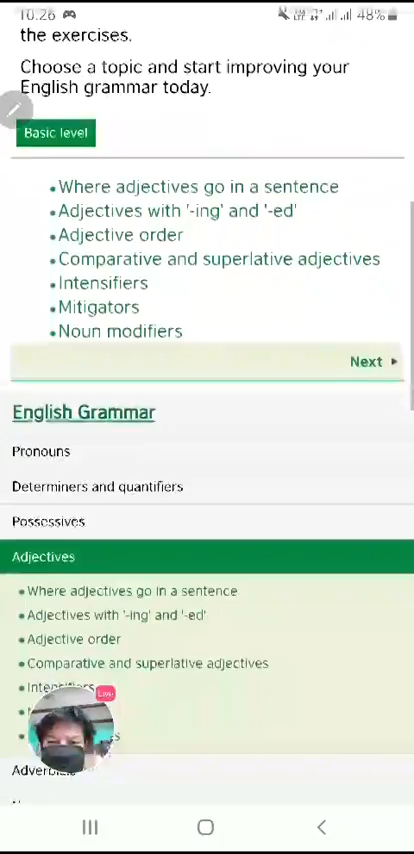 10.26
48%
the exercises.
Choose a topic and start improving your
English grammar today.
Basic level
Where adjectives go in a sentence
Adjectives with '-ing' and '-ed'
Adjective order
Comparative and superlative adjectives
Intensifiers
Mitigators
Noun modifiers
Next
English Grammar
Pronouns
Determiners and quantifiers
Possessives
Adjectives
Where adjectives go in a sentence
Adjectives with '-ing' and '-ed'
Adjective order
Comparative and superlative adjectives
Live